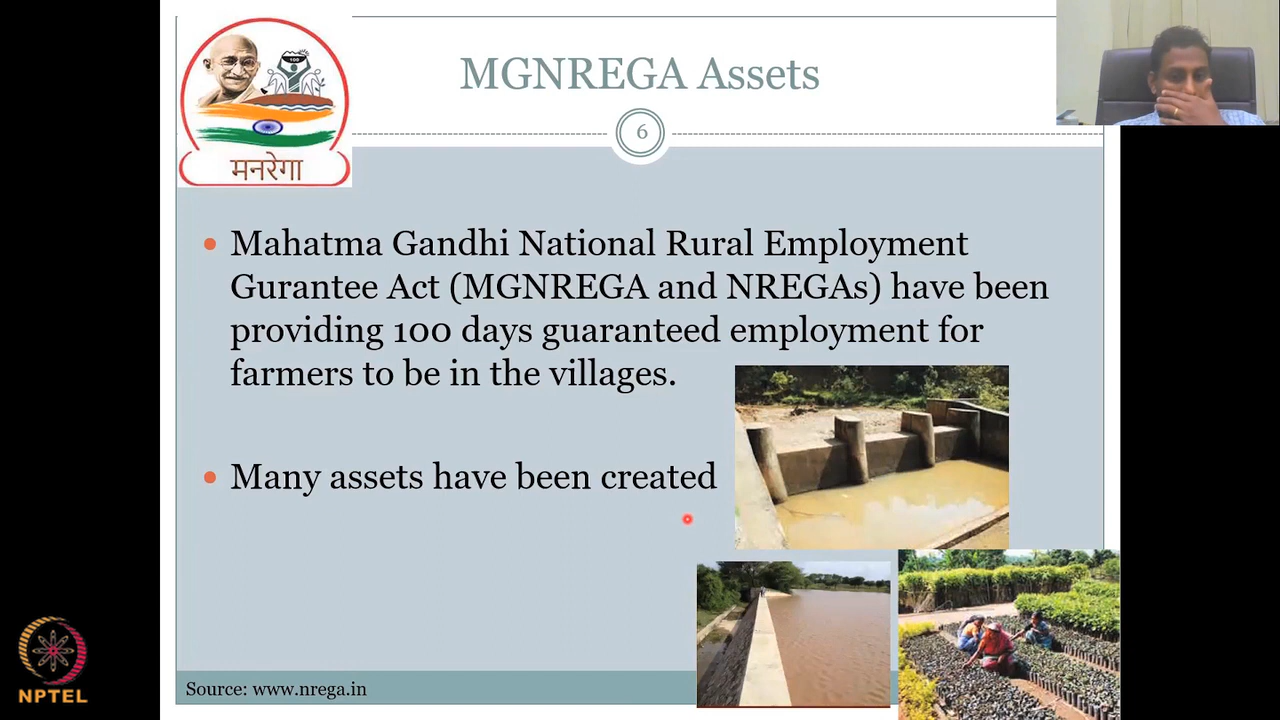 MGNREGA Assets
6
मनरेगा
Mahatma Gandhi National Rural Employment
Gurantee Act (MGNREGA and NREGAs) have been
providing 100 days guaranteed employment for
farmers to be in the villages.
Many assets have been created
Source: www.nrega.in
NPTEL